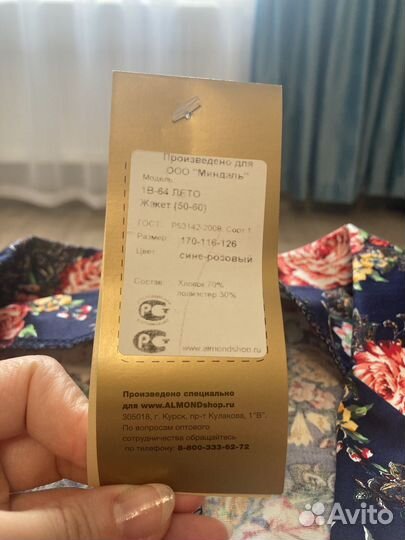 Произведено для
ООО "Миндаль"
Модель
1В-64 ЛЕТО
Жакет (50-60)
ГОСТ: Р53142-2008 Сорт 1
Размер: 170-116-126
Цвет: сине-розовый
Состав: Хлопок 70%
полиэстер 30%
www.almondshop.ru
Произведено специально
для www.ALMONDshop.ru
305018, г. Курск, пр-т Кулакова, 1"В".
По вопросам оптового
сотрудничества обращайтесь
по телефону: 8-800-333-62-72
Avito